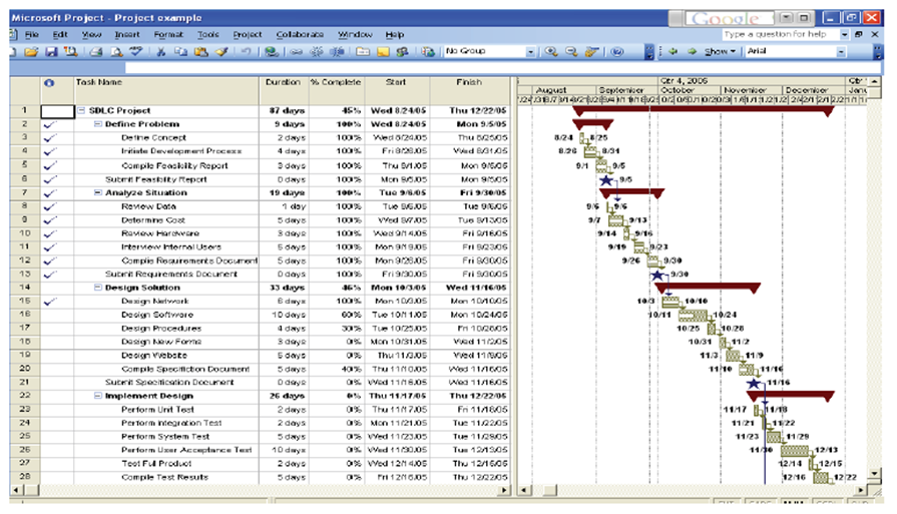 Microsoft Project - Project example
Google
File Edit View Insert Format Tools Project Collaborate Window Help
Type a question for help
No Group
Show
Arial
Task Name Duration % Complete Start Finish
Qtr 4, 2005
August September October November December
1 SDLC Project 87 days 45% Wed 8/24/05 Thu 12/22/05
2 Define Problem 9 days 100% Wed 8/24/05 Mon 9/5/05
3 Define Concept 2 days 100% Wed 8/24/05 Thu 8/25/05 8/24 8/25
4 Initiate Development Process 4 days 100% Fri 8/26/05 Wed 8/31/05 8/26 8/31
5 Compile Feasibility Report 3 days 100% Thu 9/1/05 Mon 9/5/05 9/1 9/5
6 Submit Feasibility Report 0 days 100% Mon 9/5/05 Mon 9/5/05 9/5
7 Analyze Situation 19 days 100% Tue 9/6/05 Fri 9/30/05
8 Review Data 1 day 100% Tue 9/6/05 Tue 9/6/05 9/6 9/6
9 Determine Cost 5 days 100% Wed 9/7/05 Tue 9/13/05 9/7 9/13
10 Review Hardware 3 days 100% Wed 9/14/05 Fri 9/16/05 9/14 9/16
11 Interview Internal Users 5 days 100% Mon 9/19/05 Fri 9/23/05 9/19 9/23
12 Compile Requirements Document 5 days 100% Mon 9/26/05 Fri 9/30/05 9/26 9/30
13 Submit Requirements Document 0 days 100% Fri 9/30/05 Fri 9/30/05 9/30
14 Design Solution 33 days 46% Mon 10/3/05 Wed 11/16/05
15 Design Network 6 days 100% Mon 10/3/05 Mon 10/10/05 10/3 10/10
16 Design Software 10 days 60% Tue 10/11/05 Mon 10/24/05 10/11 10/24
17 Design Procedures 4 days 30% Tue 10/25/05 Fri 10/28/05 10/25 10/28
18 Design New Forms 3 days 0% Mon 10/31/05 Wed 11/2/05 10/31 11/2
19 Design Website 5 days 0% Thu 11/3/05 Wed 11/9/05 11/3 11/9
20 Compile Specifiction Document 5 days 40% Thu 11/10/05 Wed 11/16/05 11/10 11/16
21 Submit Specification Document 0 days 0% Wed 11/16/05 Wed 11/16/05 11/16
22 Implement Design 26 days 0% Thu 11/17/05 Thu 12/22/05
23 Perform Unit Test 2 days 0% Thu 11/17/05 Fri 11/18/05 11/17 11/18
24 Perform Integration Test 2 days 0% Mon 11/21/05 Tue 11/22/05 11/21 11/22
25 Perform System Test 5 days 0% Wed 11/23/05 Tue 11/29/05 11/23 11/29
26 Perform User Acceptance Test 10 days 0% Wed 11/30/05 Tue 12/13/05 11/30 12/13
27 Test Full Product 2 days 0% Wed 12/14/05 Thu 12/15/05 12/14 12/15
28 Compile Test Results 5 days 0% Fri 12/16/05 Thu 12/22/05 12/16 12/22